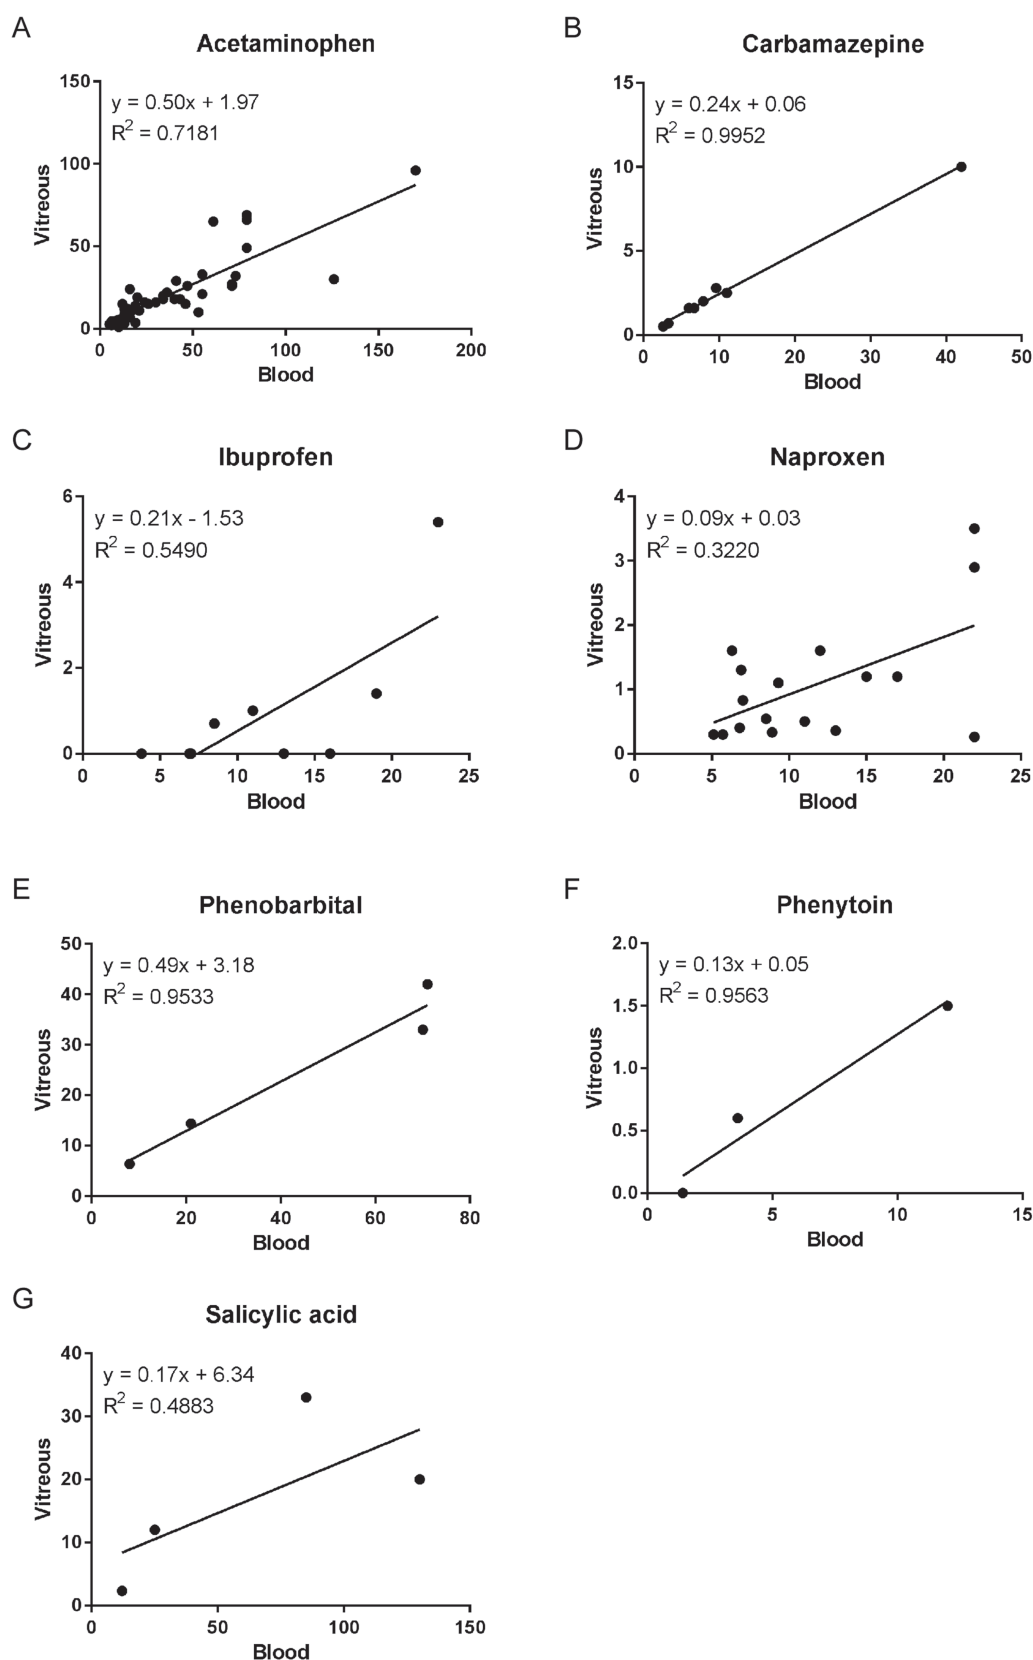 A
Acetaminophen
y = 0.50x + 1.97
R² = 0.7181
150
100
50
0
Vitreous
0 50 100 150 200
Blood
B
Carbamazepine
y = 0.24x + 0.06
R² = 0.9952
15
10
5
0
Vitreous
0 10 20 30 40 50
Blood
C
Ibuprofen
y = 0.21x - 1.53
R² = 0.5490
6
4
2
0
Vitreous
0 5 10 15 20 25
Blood
D
Naproxen
y = 0.09x + 0.03
R² = 0.3220
4
3
2
1
0
Vitreous
0 5 10 15 20 25
Blood
E
Phenobarbital
y = 0.49x + 3.18
R² = 0.9533
50
40
30
20
10
0
Vitreous
0 20 40 60 80
Blood
F
Phenytoin
y = 0.13x + 0.05
R² = 0.9563
2.0
1.5
1.0
0.5
0.0
Vitreous
0 5 10 15
Blood
G
Salicylic acid
y = 0.17x + 6.34
R² = 0.4883
40
30
20
10
0
Vitreous
0 50 100 150
Blood